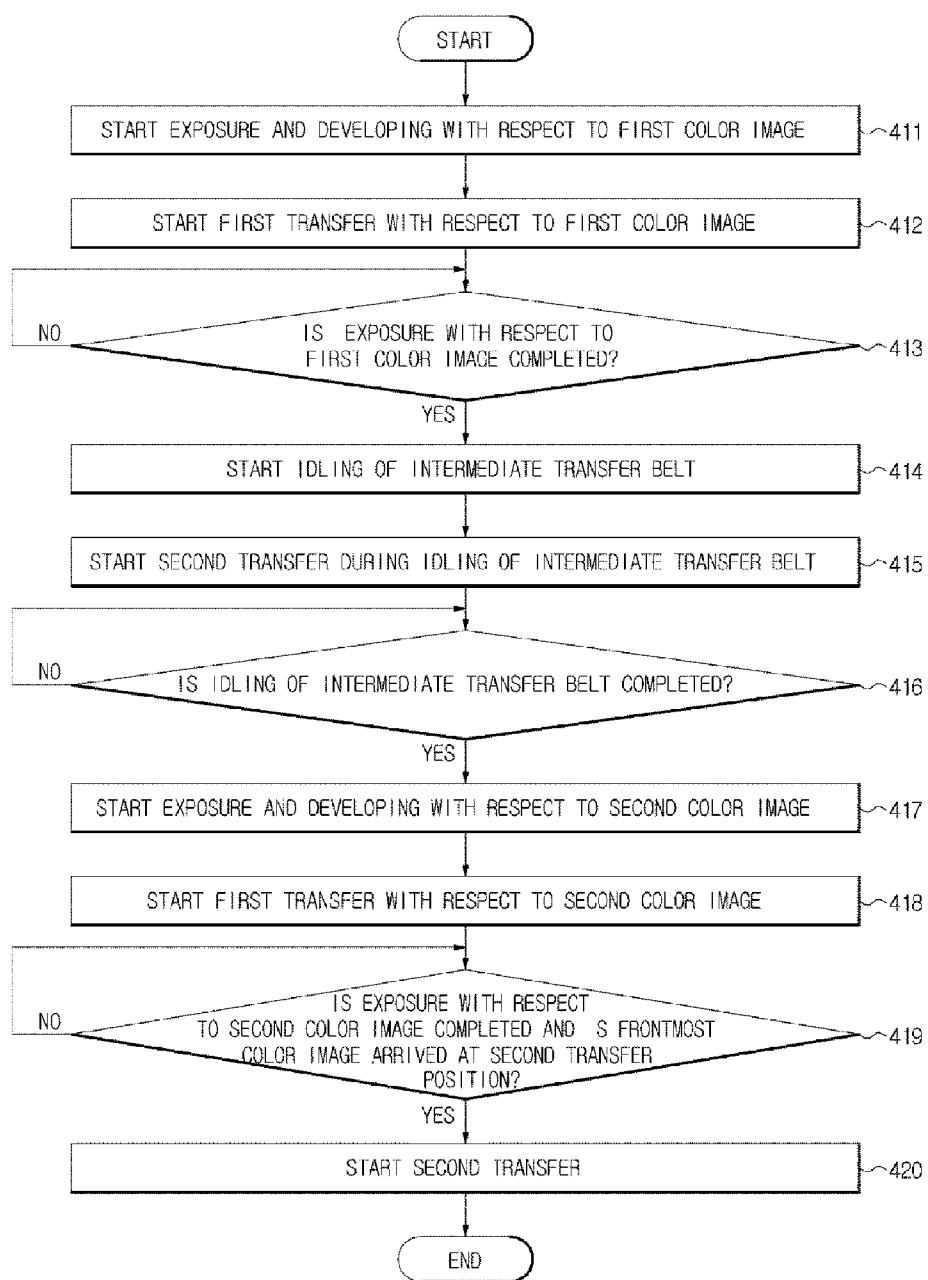 START
START EXPOSURE AND DEVELOPING WITH RESPECT TO FIRST COLOR IMAGE
411
START FIRST TRANSFER WITH RESPECT TO FIRST COLOR IMAGE
412
IS EXPOSURE WITH RESPECT TO
FIRST COLOR IMAGE COMPLETED?
NO
413
YES
START IDLING OF INTERMEDIATE TRANSFER BELT
414
START SECOND TRANSFER DURING IDLING OF INTERMEDIATE TRANSFER BELT
415
NO
IS IDLING OF INTERMEDIATE TRANSFER BELT COMPLETED?
416
YES
START EXPOSURE AND DEVELOPING WITH RESPECT TO SECOND COLOR IMAGE
417
START FIRST TRANSFER WITH RESPECT TO SECOND COLOR IMAGE
418
IS EXPOSURE WITH RESPECT
NO
TO SECOND COLOR IMAGE COMPLETED AND S FRONTMOST
COLOR IMAGE ARRIVED AT SECOND TRANSFER
POSITION?
419
YES
START SECOND TRANSFER
420
END